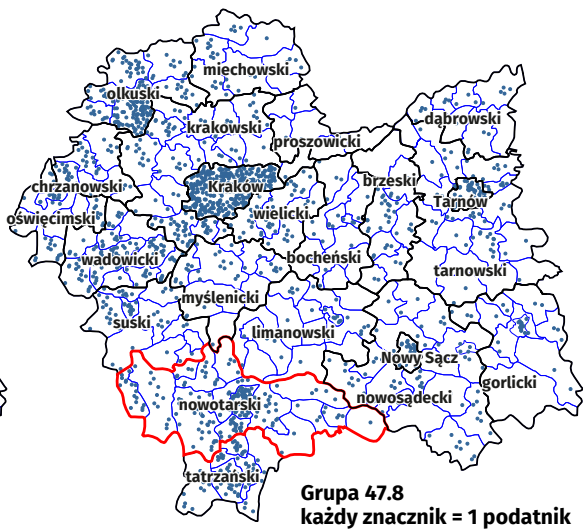 miechowski
olkuski
dąbrowski
krakowski
proszowicki
chrzanowski
Kraków
brzeski
Tarnów
oświęcimski
wielicki
wadowicki
bocheński
tarnowski
myślenicki
suski
limanowski
Nowy Sącz
gorlicki
nowotarski
nowosądecki
tatrzański
Grupa 47.8
każdy znacznik = 1 podatnik